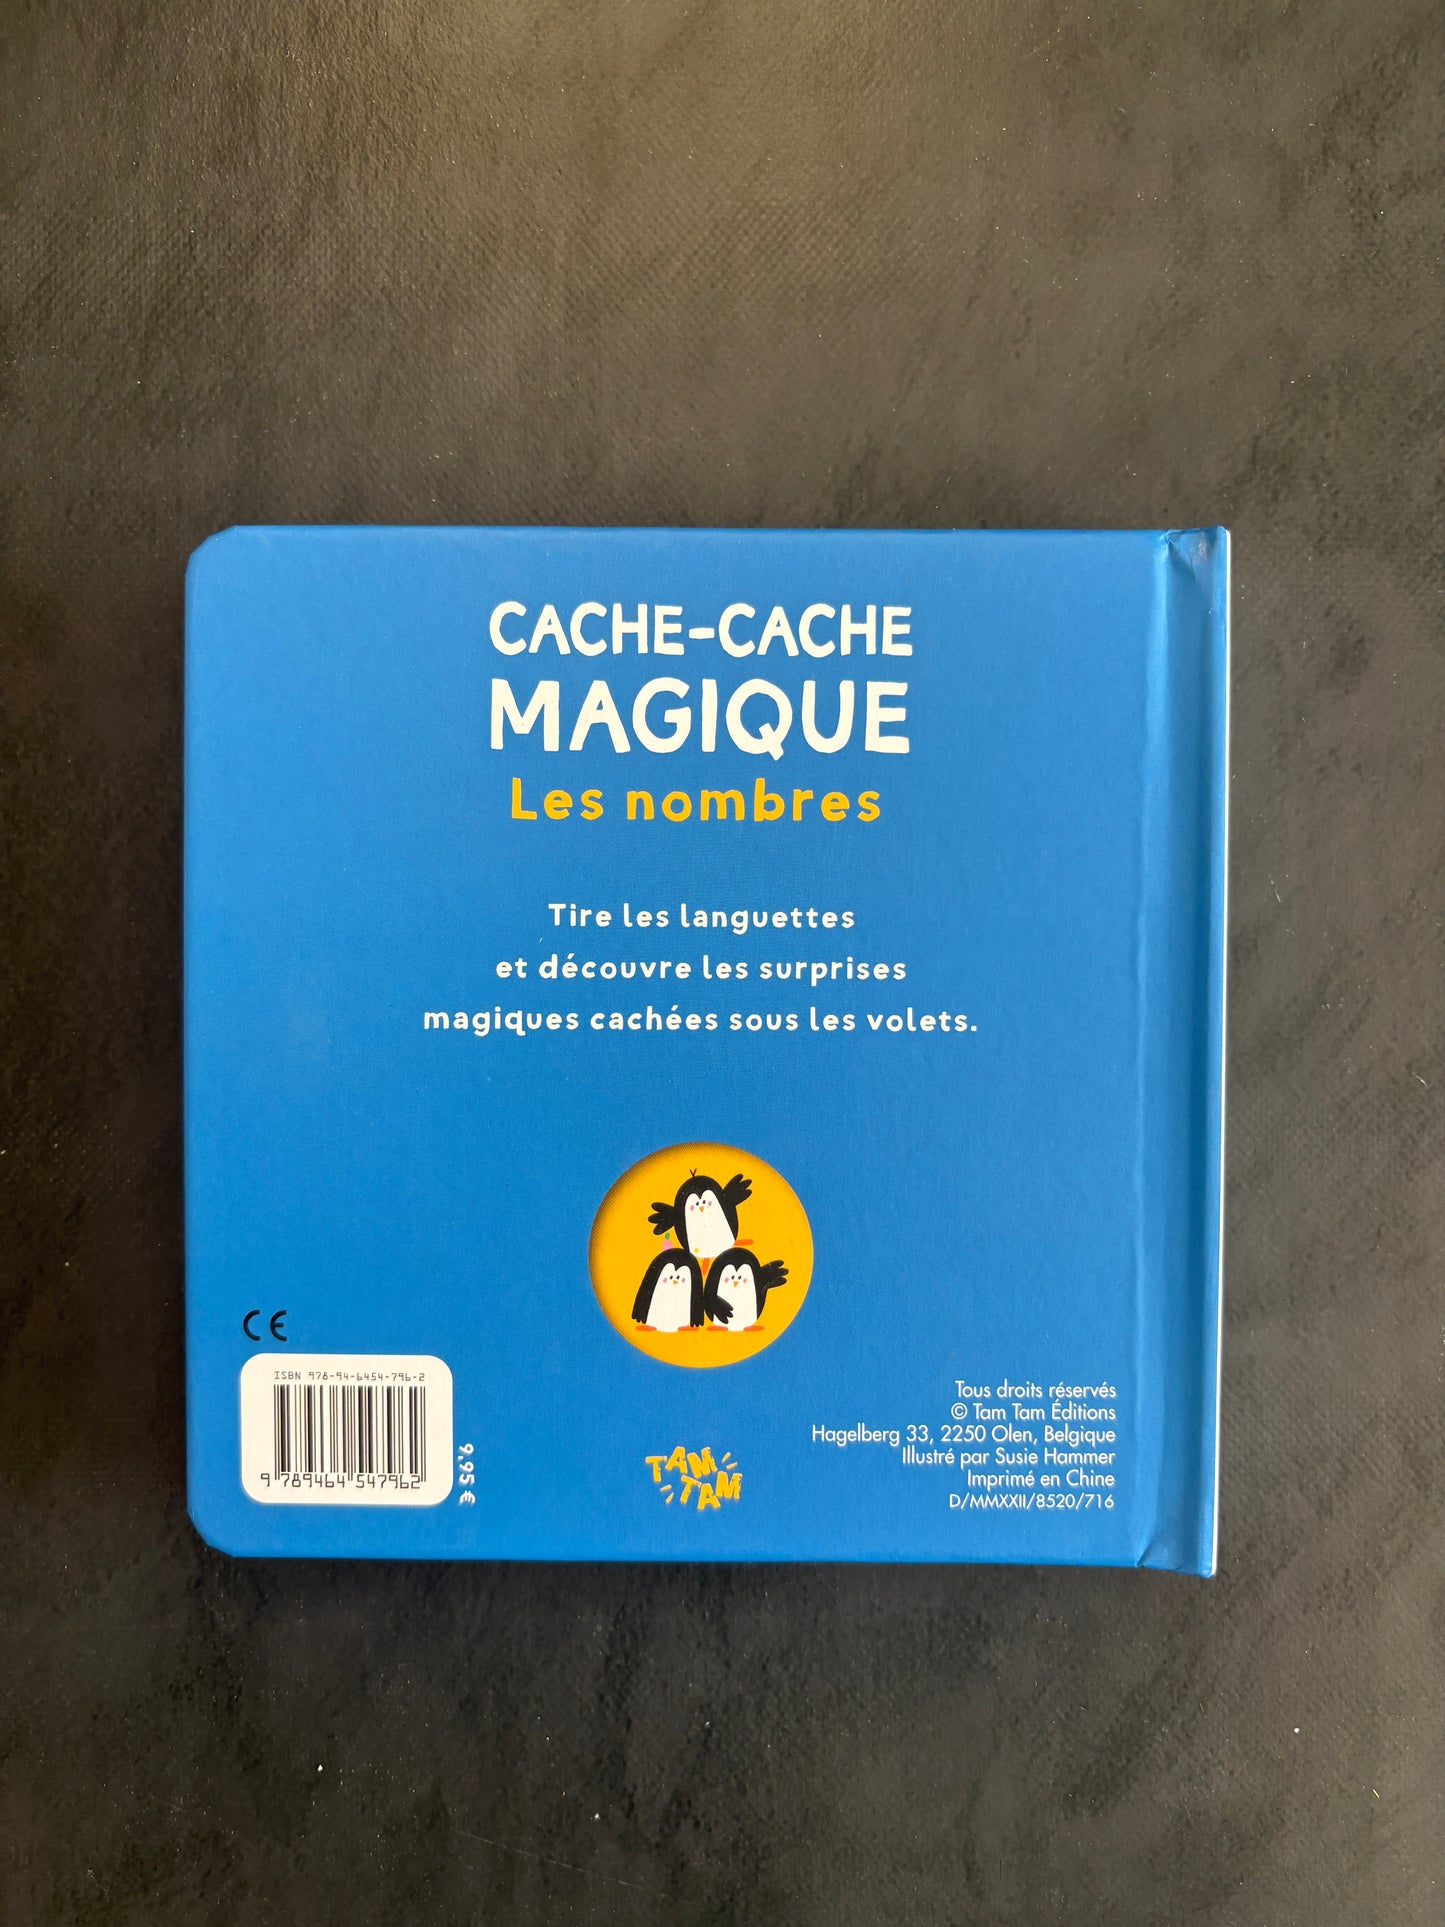 CACHE-CACHE
MAGIQUE
Les nombres
Tire les languettes
et découvre les surprises
magiques cachées sous les volets.
CE
ISBN 978-94-6454-796-2
9 789464 547962
9,95 €
TAM
TAM
Tous droits réservés
© Tam Tam Éditions
Hagelberg 33, 2250 Olen, Belgique
Illustré par Susie Hammer
Imprimé en Chine
D/MMXXII/8520/716